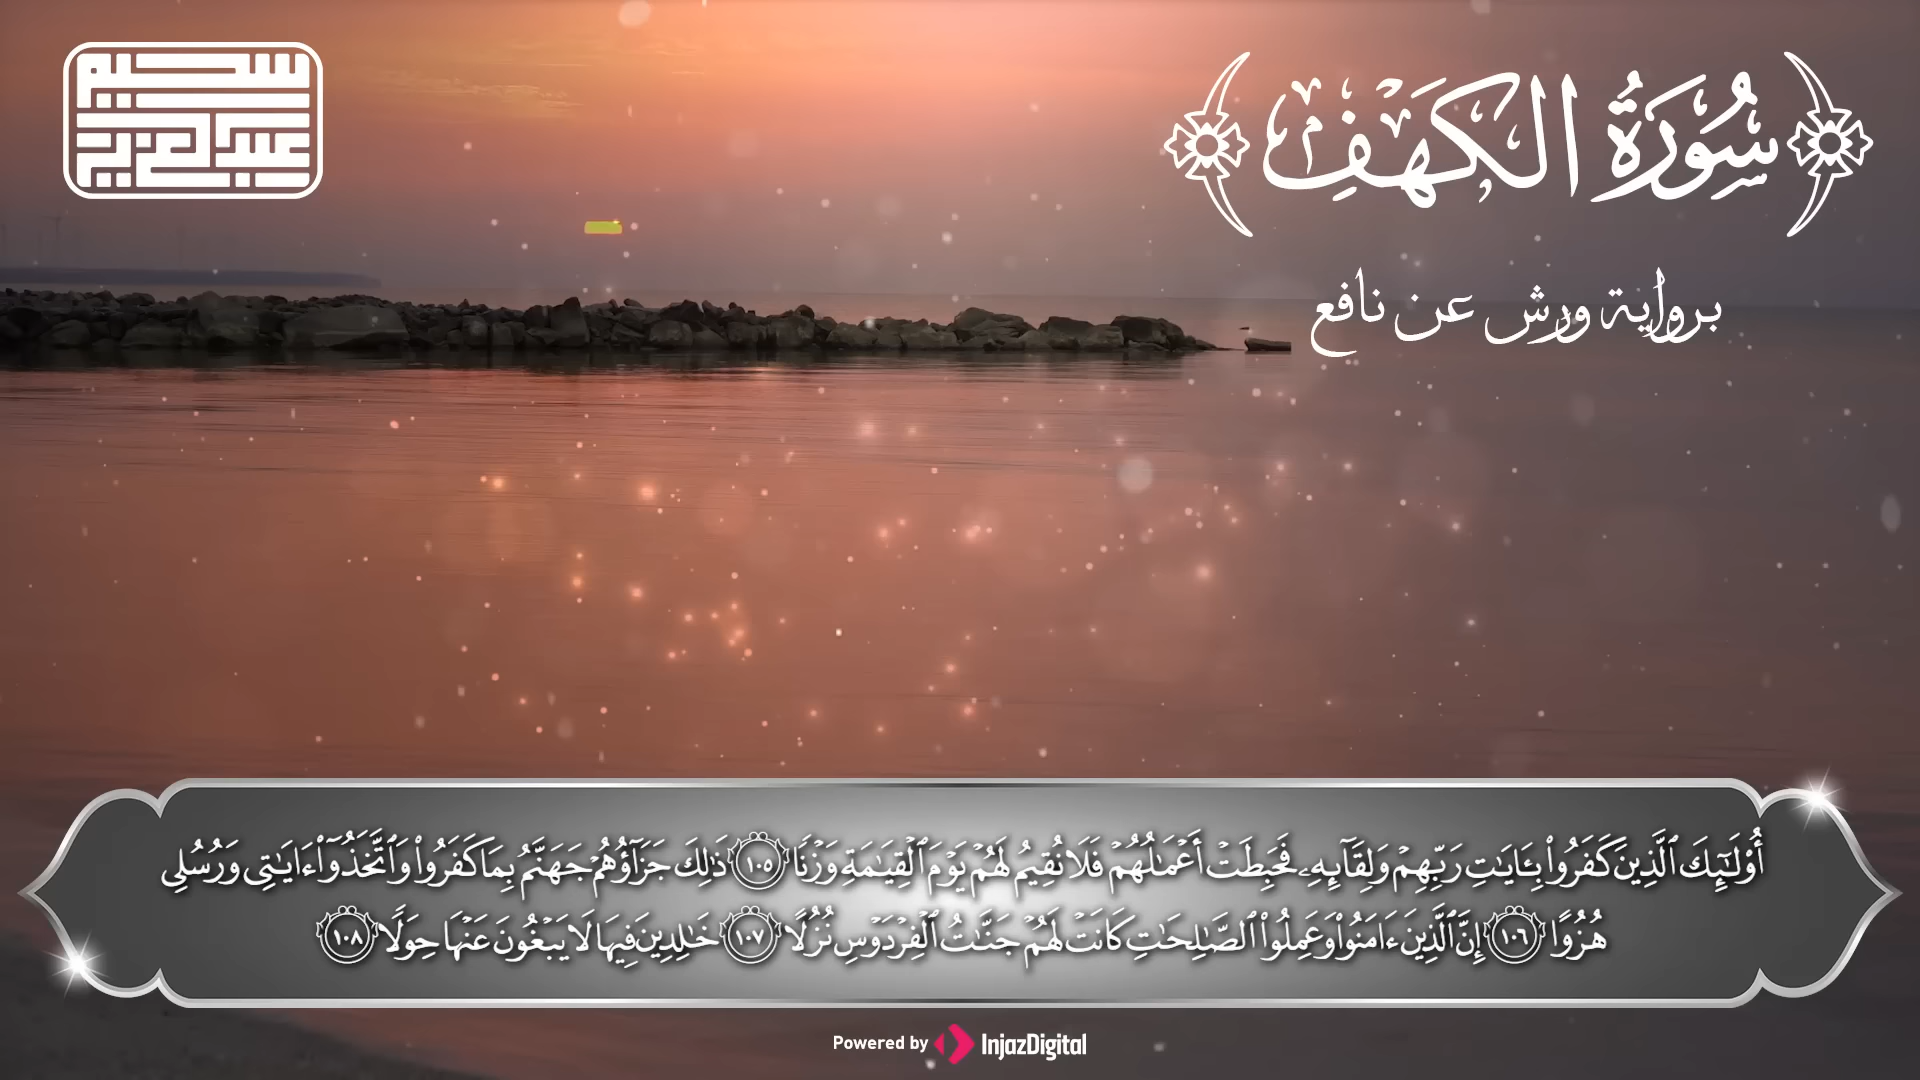 سُورَةُ الكَهْفِ
برواية ورش عن نافع
أُوْلَٰٓئِكَ ٱلَّذِينَ كَفَرُواْ بِـَٔايَٰتِ رَبِّهِمْ وَلِقَآئِهِۦ فَحَبِطَتْ أَعْمَٰلُهُمْ فَلَا نُقِيمُ لَهُمْ يَوْمَ ٱلْقِيَٰمَةِ وَزْنًا ١٠٥ ذَٰلِكَ جَزَآؤُهُمْ جَهَنَّمُ بِمَا كَفَرُواْ وَٱتَّخَذُوٓاْ ءَايَٰتِى وَرُسُلِى
هُزُوًا ١٠٦ إِنَّ ٱلَّذِينَ ءَامَنُواْ وَعَمِلُواْ ٱلصَّٰلِحَٰتِ كَانَتْ لَهُمْ جَنَّٰتُ ٱلْفِرْدَوْسِ نُزُلًا ١٠٧ خَٰلِدِينَ فِيهَا لَا يَبْغُونَ عَنْهَا حِوَلًا ١٠٨
Powered by InjazDigital